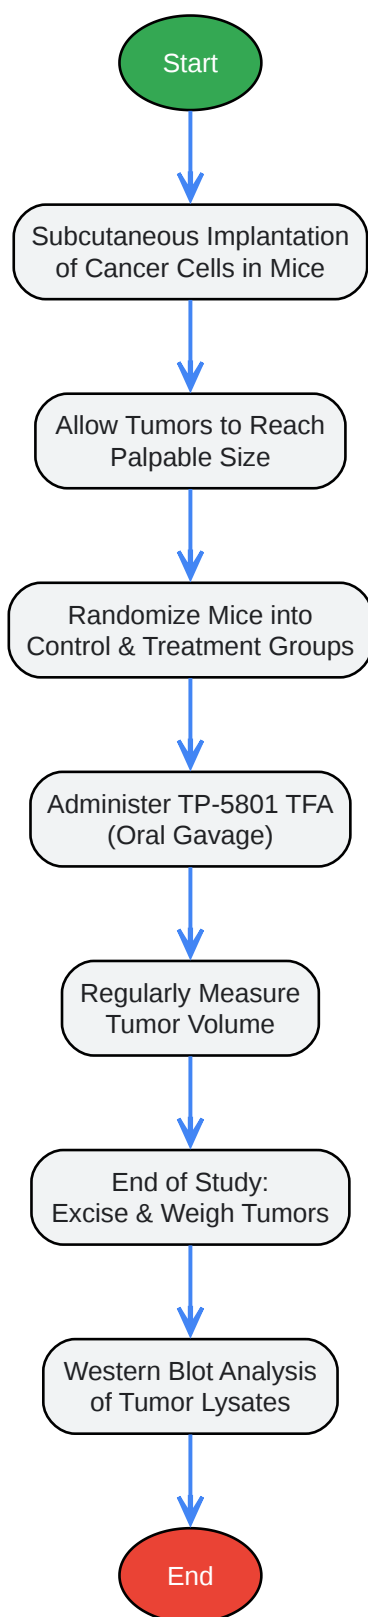 Start
Subcutaneous Implantation
of Cancer Cells in Mice
Allow Tumors to Reach
Palpable Size
Randomize Mice into
Control & Treatment Groups
Administer TP-5801 TFA
(Oral Gavage)
Regularly Measure
Tumor Volume
End of Study:
Excise & Weigh Tumors
Western Blot Analysis
of Tumor Lysates
End